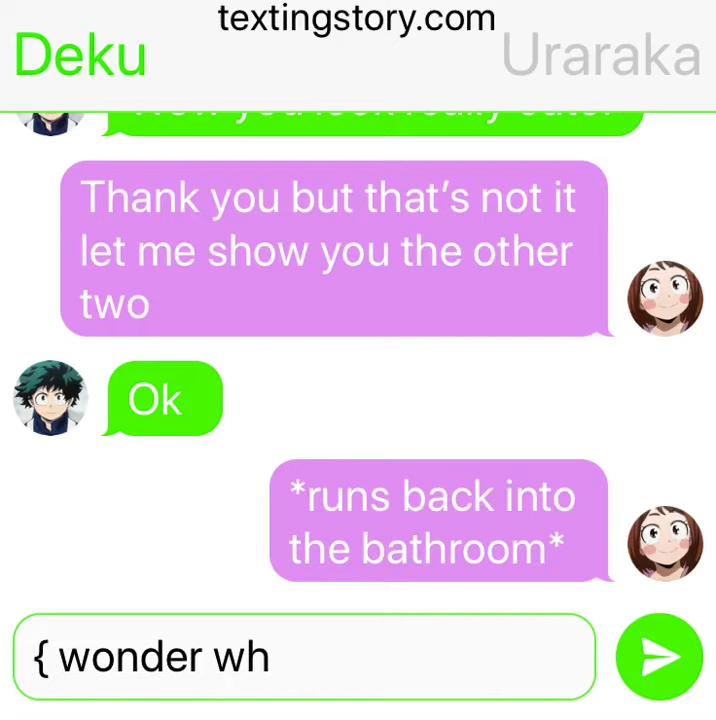 textingstory.com
Deku
Uraraka
Thank you but that's not it
let me show you the other
two
Ok
*runs back into
the bathroom*
{ wonder wh